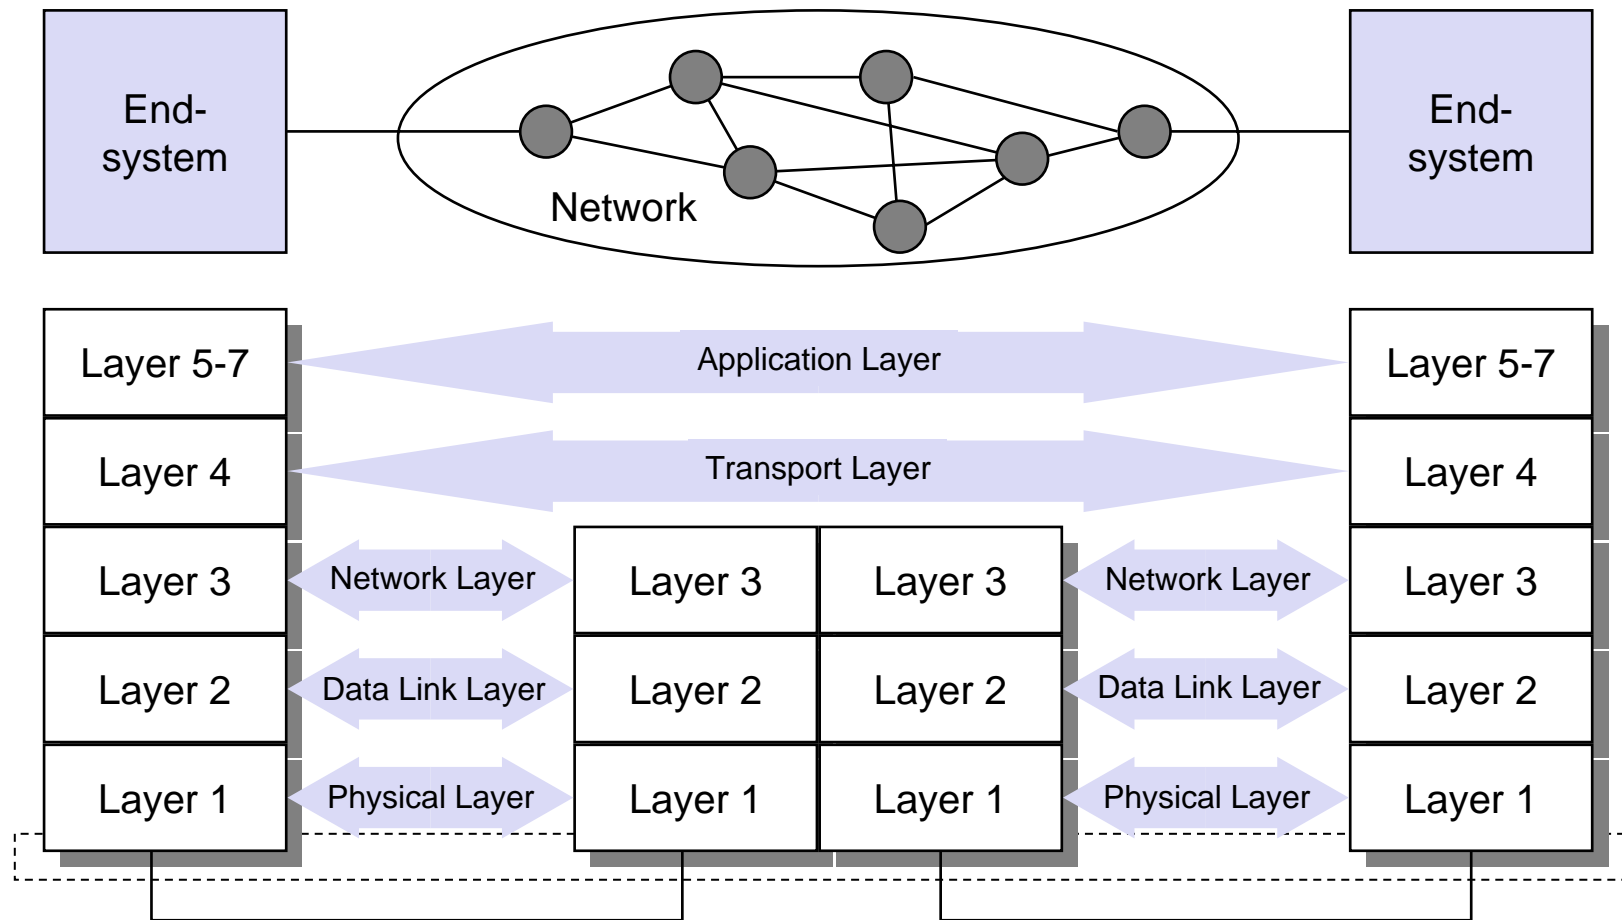 End-
system
Network
End-
system
Layer 5-7
Application Layer
Layer 5-7
Layer 4
Transport Layer
Layer 4
Layer 3
Network Layer
Layer 3
Layer 3
Network Layer
Layer 3
Layer 2
Data Link Layer
Layer 2
Layer 2
Data Link Layer
Layer 2
Layer 1
Physical Layer
Layer 1
Layer 1
Physical Layer
Layer 1